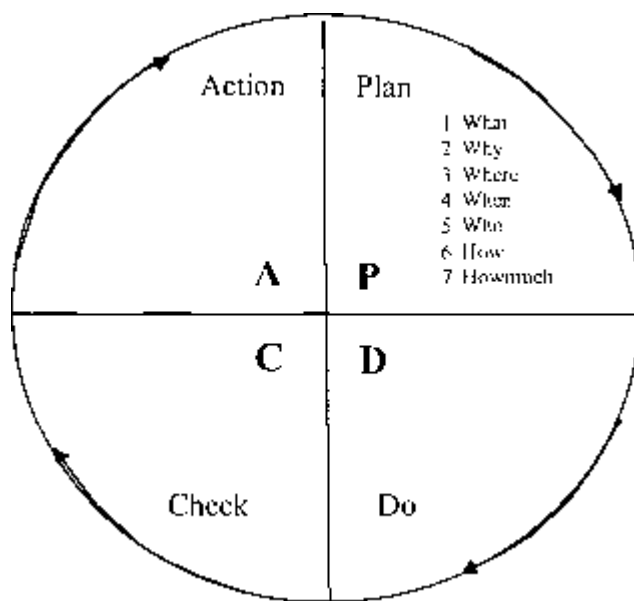 Action Plan
1 What
2 Why
3 Where
4 When
5 Who
6 How
7 Howmuch
A P
C D
Check Do